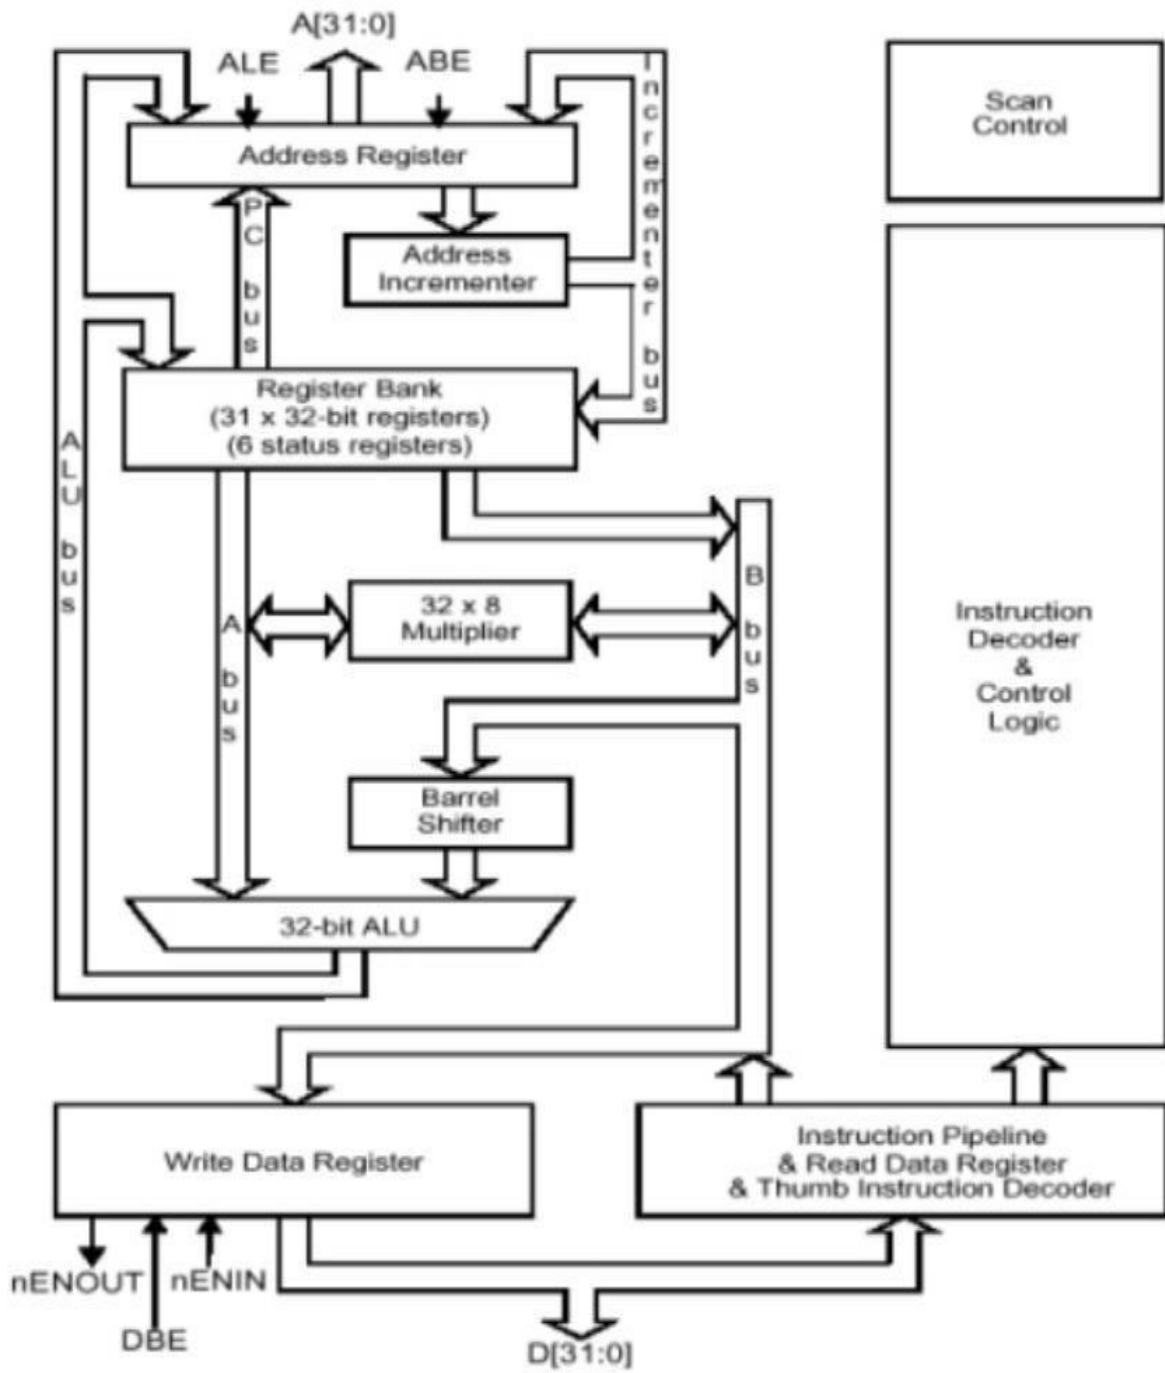 A[31:0]
ALE
ABE
Address Register
Scan
Control
PC bus
Incrementer bus
Address
Incrementer
Register Bank
(31 x 32-bit registers)
(6 status registers)
ALU bus
A bus
B bus
32 x 8
Multiplier
Instruction
Decoder
&
Control
Logic
Barrel
Shifter
32-bit ALU
Write Data Register
Instruction Pipeline
& Read Data Register
& Thumb Instruction Decoder
nENOUT
nENIN
DBE
D[31:0]